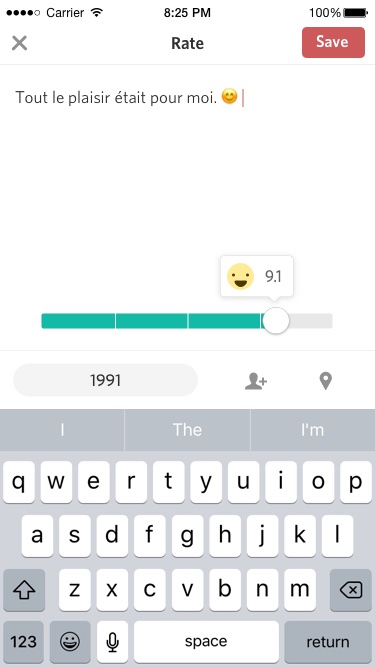 Carrier 8:25 PM 100%
Rate Save
Tout le plaisir était pour moi. 😊
9.1
1991
I The I'm
q w e r t y u i o p
a s d f g h j k l
z x c v b n m
123 space return